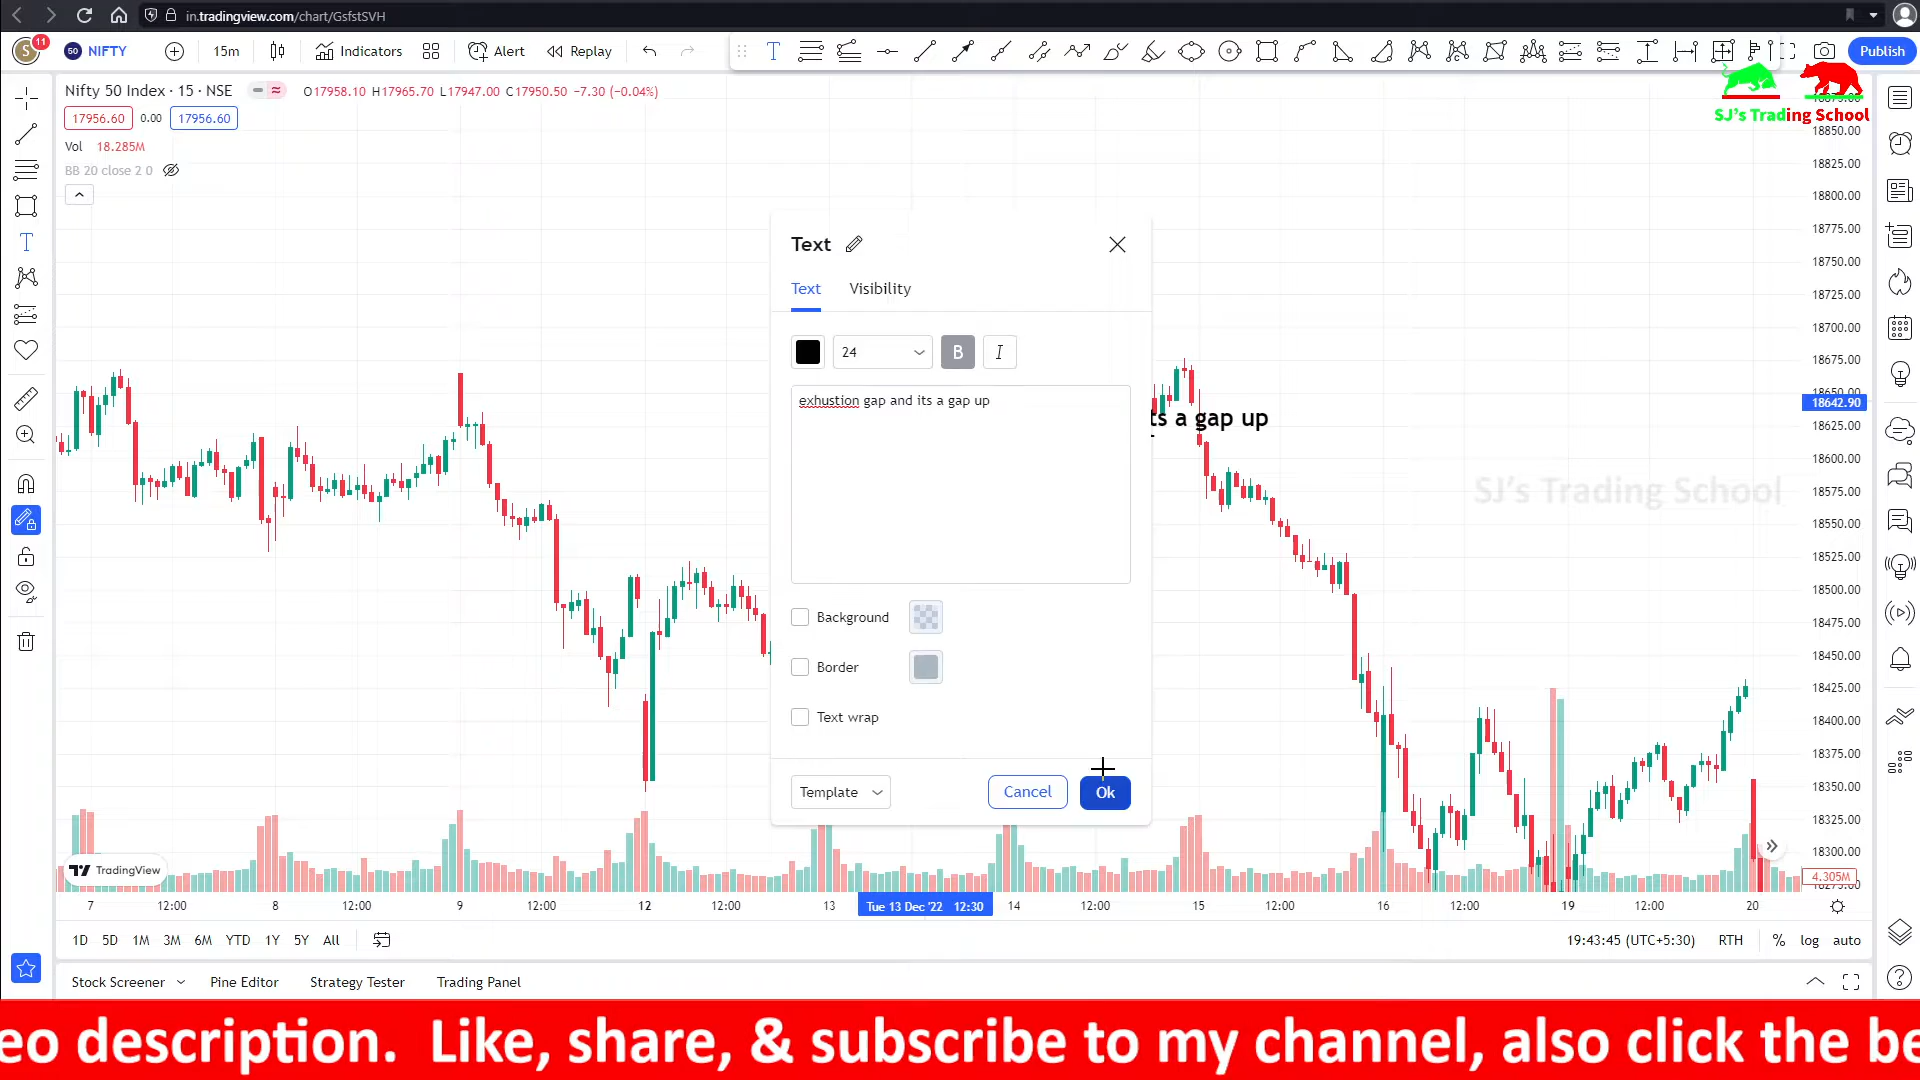 in.tradingview.com/chart/GsfstSVH
S 11 50 NIFTY 15m Indicators Alert Replay T Publish
Nifty 50 Index · 15 · NSE O17958.10 H17965.70 L17947.00 C17950.50 −7.30 (−0.04%)
17956.60 0.00 17956.60
Vol 18.285M
BB 20 close 2 0
SJ's Trading School
18850.00
18825.00
18800.00
18775.00
18750.00
18725.00
18700.00
18675.00
18650.00
18642.90
18625.00
18600.00
18575.00
18550.00
18525.00
18500.00
18475.00
18450.00
18425.00
18400.00
18375.00
18350.00
18325.00
18300.00
4.305M
Text
Text Visibility
24 B I
exhustion gap and its a gap up
ts a gap up
SJ's Trading School
Background
Border
Text wrap
Template Cancel Ok
TradingView
7 12:00 8 12:00 9 12:00 12 12:00 13 Tue 13 Dec '22 12:30 14 12:00 15 12:00 16 12:00 19 12:00 20
1D 5D 1M 3M 6M YTD 1Y 5Y All 19:43:45 (UTC+5:30) RTH % log auto
Stock Screener Pine Editor Strategy Tester Trading Panel
eo description. Like, share, & subscribe to my channel, also click the be